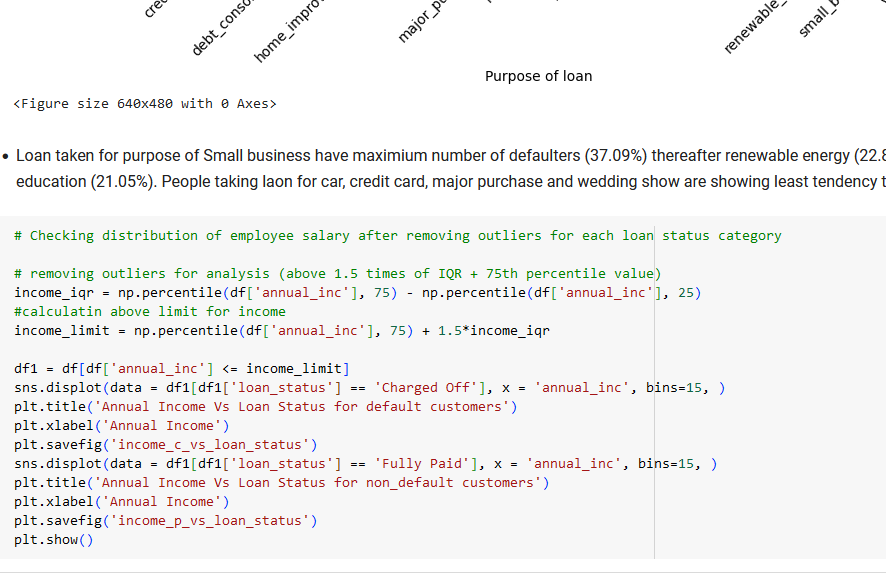 Purpose of loan
<Figure size 640x480 with 0 Axes>
• Loan taken for purpose of Small business have maximium number of defaulters (37.09%) thereafter renewable energy
education (21.05%). People taking laon for car, credit card, major purchase and wedding show are showing least tendency
# Checking distribution of employee salary after removing outliers for each loan status category
# removing outliers for analysis (above 1.5 times of IQR + 75th percentile value)
income_iqr = np.percentile(df['annual_inc'], 75) - np.percentile(df['annual_inc'], 25)
#calculatin above limit for income
income_limit = np.percentile(df['annual_inc'], 75) + 1.5*income_iqr
df1 = df[df['annual_inc'] <= income_limit]
sns.displot(data = df1[df1['loan_status'] == 'Charged Off'], x = 'annual_inc', bins=15, )
plt.title('Annual Income Vs Loan Status for default customers')
plt.xlabel('Annual Income')
plt.savefig('income_c_vs_loan_status')
sns.displot(data = df1[df1['loan_status'] == 'Fully Paid'], x = 'annual_inc', bins=15, )
plt.title('Annual Income Vs Loan Status for non_default customers')
plt.xlabel('Annual Income')
plt.savefig('income_p_vs_loan_status')
plt.show()